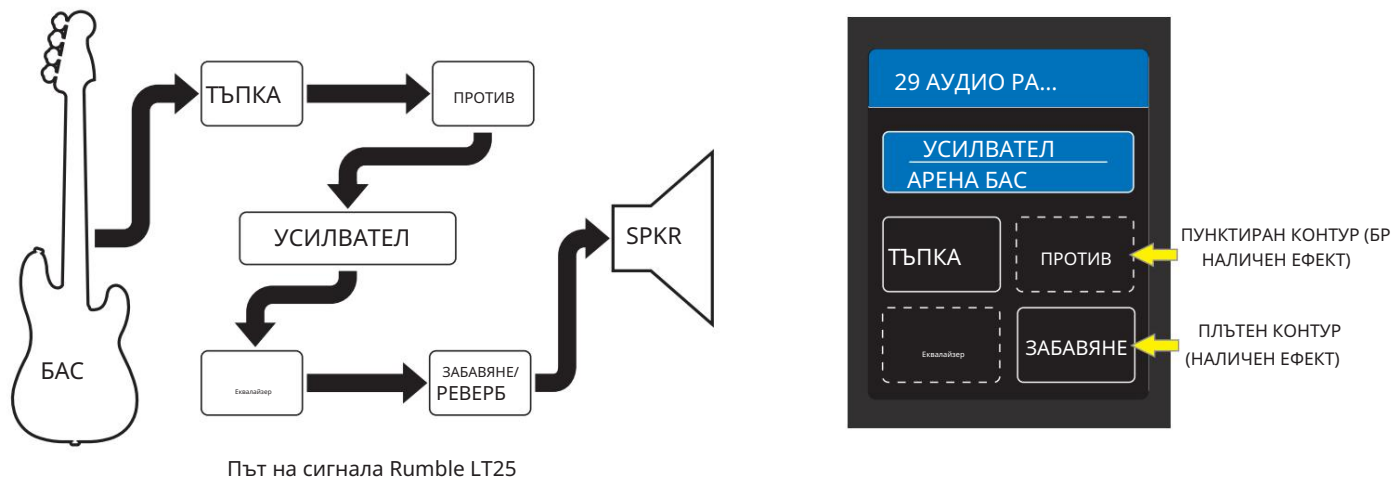 ТЪПКА
ПРОТИВ
УСИЛВАТЕЛ
SPKR
БАС
Еквалайзер
ЗАБАВЯНЕ/
РЕВЕРБ
Път на сигнала Rumble LT25
29 АУДИО РА...
УСИЛВАТЕЛ
АРЕНА БАС
ТЪПКА
ПРОТИВ
Еквалайзер
ЗАБАВЯНЕ
ПУНКТИРАН КОНТУР (БР
НАЛИЧЕН ЕФЕКТ)
ПЛЪТЕН КОНТУР
(НАЛИЧЕН ЕФЕКТ)